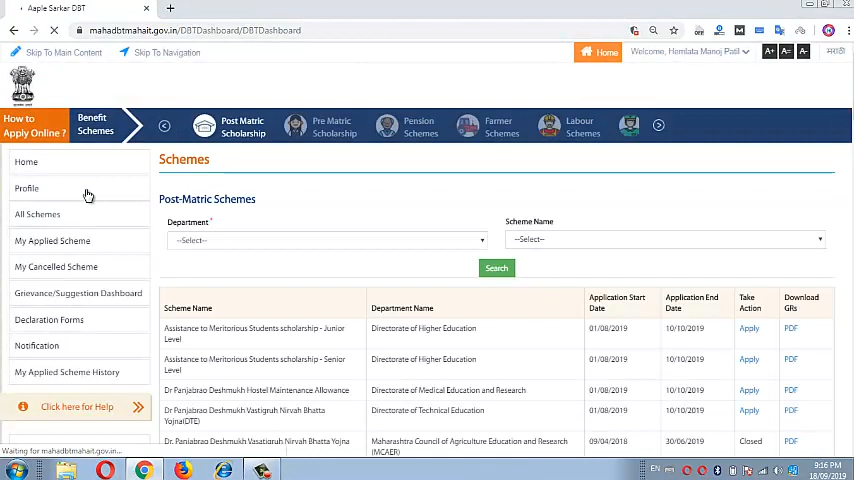 Aaple Sarkar DBT
mahadbtmahait.gov.in/DBTDashboard/DBTDashboard
Skip To Main Content
Skip To Navigation
Home
Welcome, Hemlata Manoj Patil
A+
A=
A-
मराठी
How to
Apply Online ?
Benefit
Schemes
Post Matric
Scholarship
Pre Matric
Scholarship
Pension
Schemes
Farmer
Schemes
Labour
Schemes
Home
Profile
All Schemes
My Applied Scheme
My Cancelled Scheme
Grievance/Suggestion Dashboard
Declaration Forms
Notification
My Applied Scheme History
Click here for Help
Schemes
Post-Matric Schemes
Department *
Scheme Name
--Select--
--Select--
Search
Scheme Name Department Name Application Start Date Application End Date Take Action Download GRs
Assistance to Meritorious Students scholarship - Junior Level Directorate of Higher Education 01/08/2019 10/10/2019 Apply PDF
Assistance to Meritorious Students scholarship - Senior Level Directorate of Higher Education 01/08/2019 10/10/2019 Apply PDF
Dr Panjabrao Deshmukh Hostel Maintenance Allowance Directorate of Medical Education and Research 01/08/2019 10/10/2019 Apply PDF
Dr Panjabrao Deshmukh Vastigruh Nirvah Bhatta Yojna(DTE) Directorate of Technical Education 01/08/2019 10/10/2019 Apply PDF
Dr. Panjabrao Deshmukh Vasatigruh Nirvah Bhatta Yojna Maharashtra Council of Agriculture Education and Research (MCAER) 09/04/2018 30/06/2019 Closed PDF
Waiting for mahadbtmahait.gov.in...
EN
9:16 PM
18/09/2019